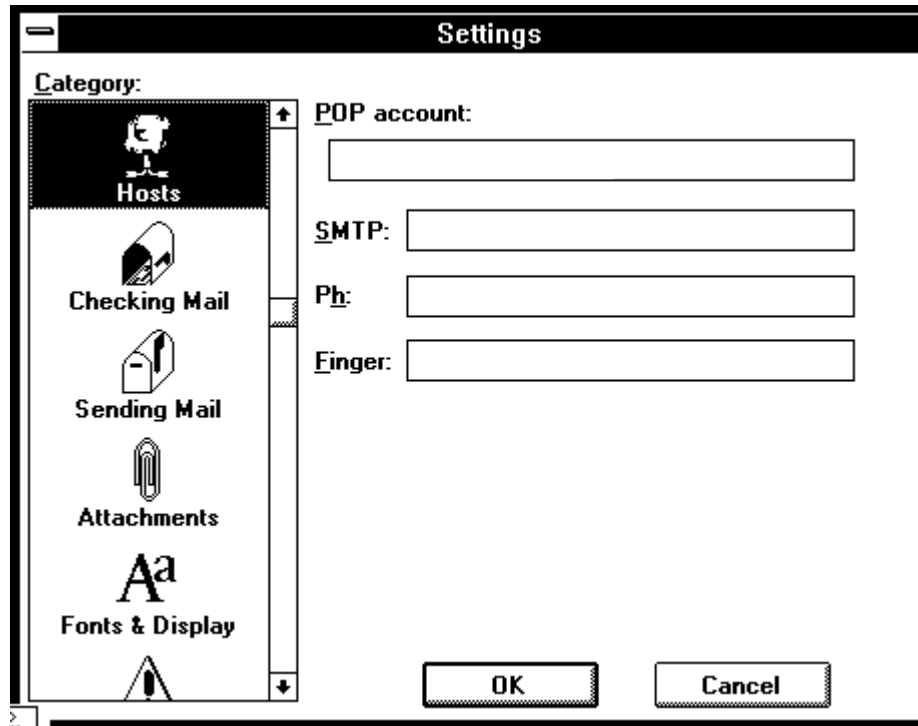 Settings
Category:
Hosts
Checking Mail
Sending Mail
Attachments
Aa
Fonts & Display
POP account:
SMTP:
Ph:
Finger:
OK
Cancel